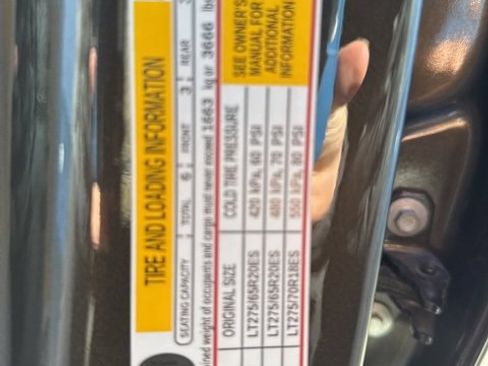 TIRE AND LOADING INFORMATION
SEATING CAPACITY TOTAL 6 FRONT 3 REAR
ined weight of occupants and cargo must never exceed 1663 kg or 3666 lbs
ORIGINAL SIZE COLD TIRE PRESSURE
LT275/65R20ES 420 kPa, 60 PSI
LT275/65R20ES 480 kPa, 70 PSI
LT275/70R18ES 550 kPa, 80 PSI
SEE OWNER'S
MANUAL FOR
ADDITIONAL
INFORMATION